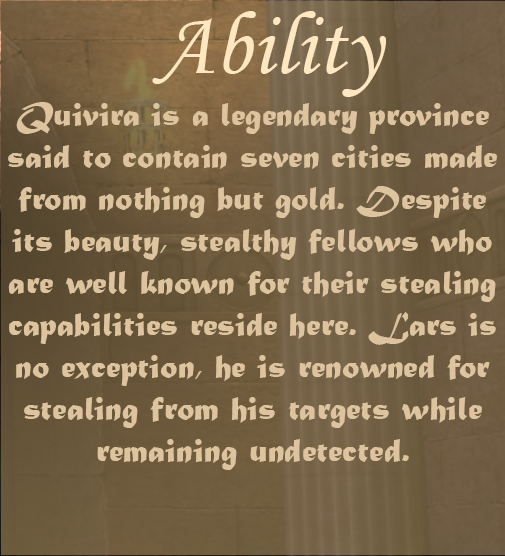 Ability
Quivira is a legendary province
said to contain seven cities made
from nothing but gold. Despite
its beauty, stealthy fellows who
are well known for their stealing
capabilities reside here. Lars is
no exception, he is renowned for
stealing from his targets while
remaining undetected.